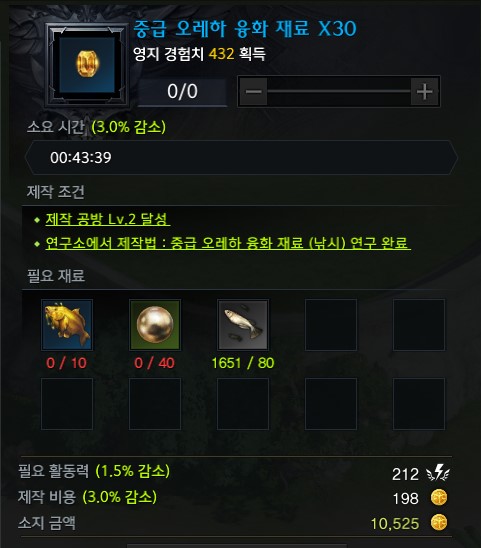 중급 오레하 융화 재료 X30
영지 경험치 432 획득
0/0
소요 시간 (3.0% 감소)
00:43:39
제작 조건
제작 공방 Lv.2 달성
연구소에서 제작법 : 중급 오레하 융화 재료 (낚시) 연구 완료
필요 재료
0 / 10 0 / 40 1651 / 80
필요 활동력 (1.5% 감소) 212
제작 비용 (3.0% 감소) 198
소지 금액 10,525